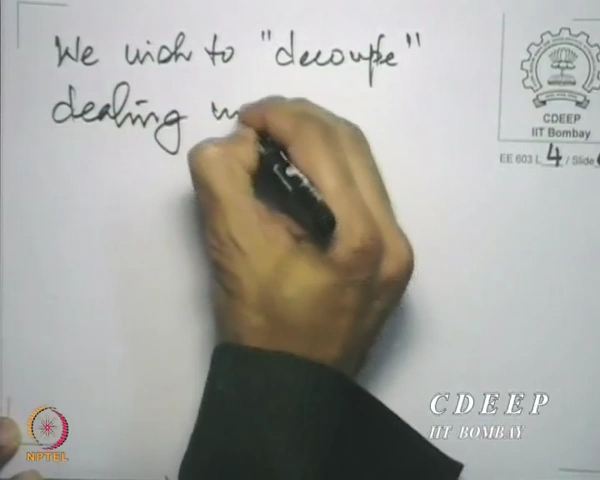 We wish to "decouple"
dealing
CDEEP
IIT Bombay
EE 603 L 4 / Slide
CDEEP
IIT BOMBAY
NPTEL